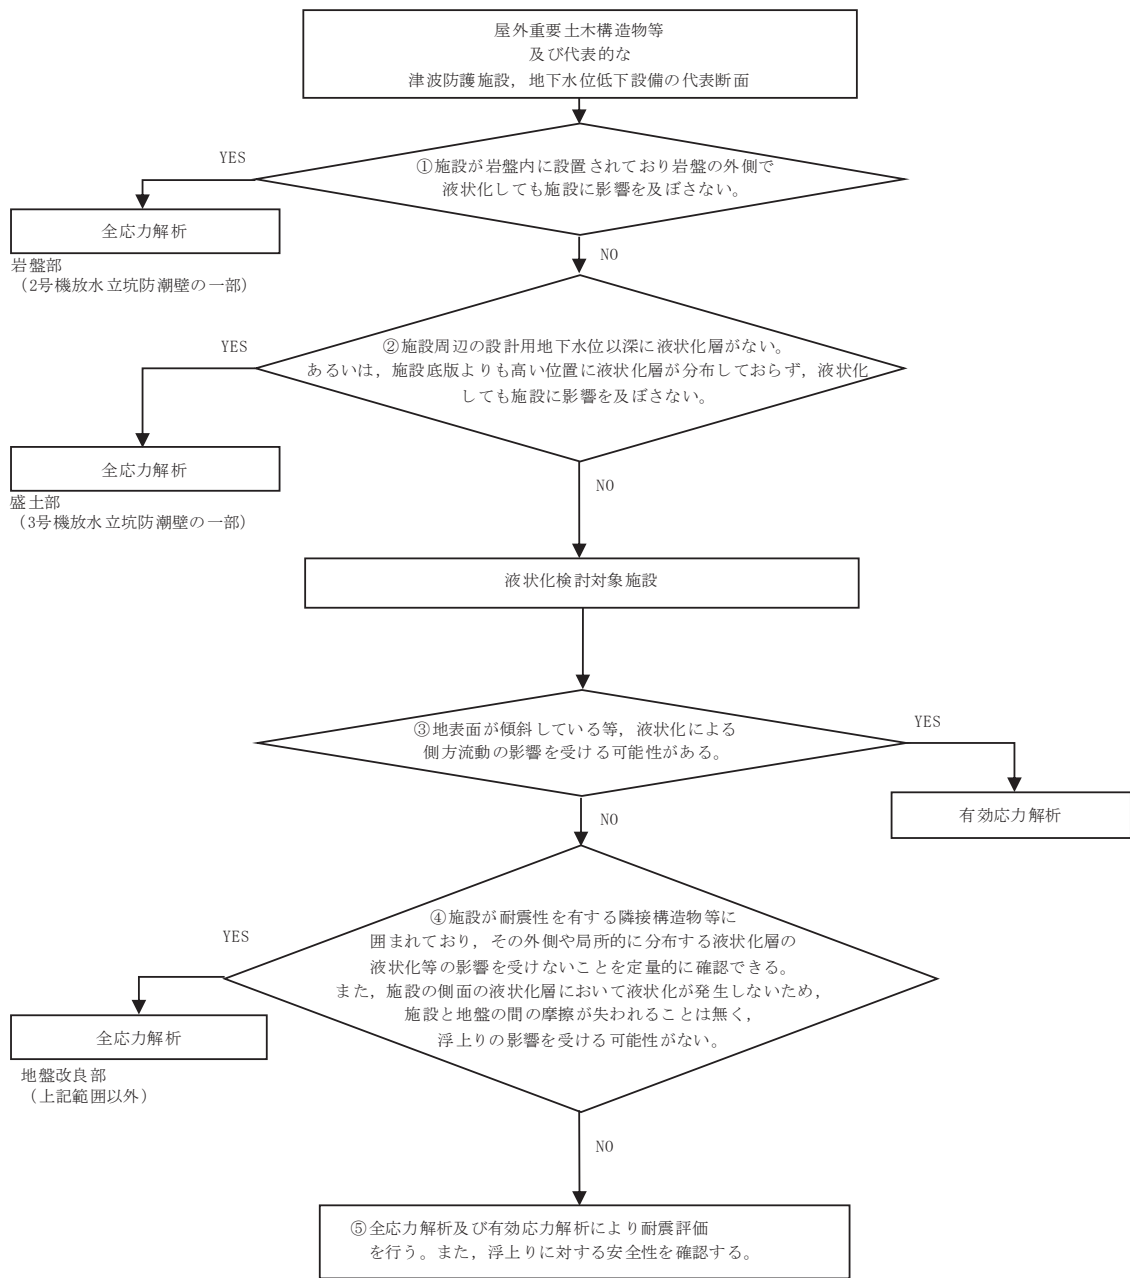 屋外重要土木構造物等
及び代表的な
津波防護施設，地下水位低下設備の代表断面
YES
①施設が岩盤内に設置されており岩盤の外側で
液状化しても施設に影響を及ぼさない。
全応力解析
岩盤部
（2号機放水立坑防潮壁の一部）
NO
YES
②施設周辺の設計用地下水位以深に液状化層がない。
あるいは，施設底版よりも高い位置に液状化層が分布しておらず，液状化
しても施設に影響を及ぼさない。
全応力解析
盛土部
（3号機放水立坑防潮壁の一部）
NO
液状化検討対象施設
③地表面が傾斜している等，液状化による
側方流動の影響を受ける可能性がある。
YES
有効応力解析
NO
YES
④施設が耐震性を有する隣接構造物等に
囲まれており，その外側や局所的に分布する液状化層の
液状化等の影響を受けないことを定量的に確認できる。
また，施設の側面の液状化層において液状化が発生しないため，
施設と地盤の間の摩擦が失われることは無く，
浮上りの影響を受ける可能性がない。
全応力解析
地盤改良部
（上記範囲以外）
NO
⑤全応力解析及び有効応力解析により耐震評価
を行う。また，浮上りに対する安全性を確認する。